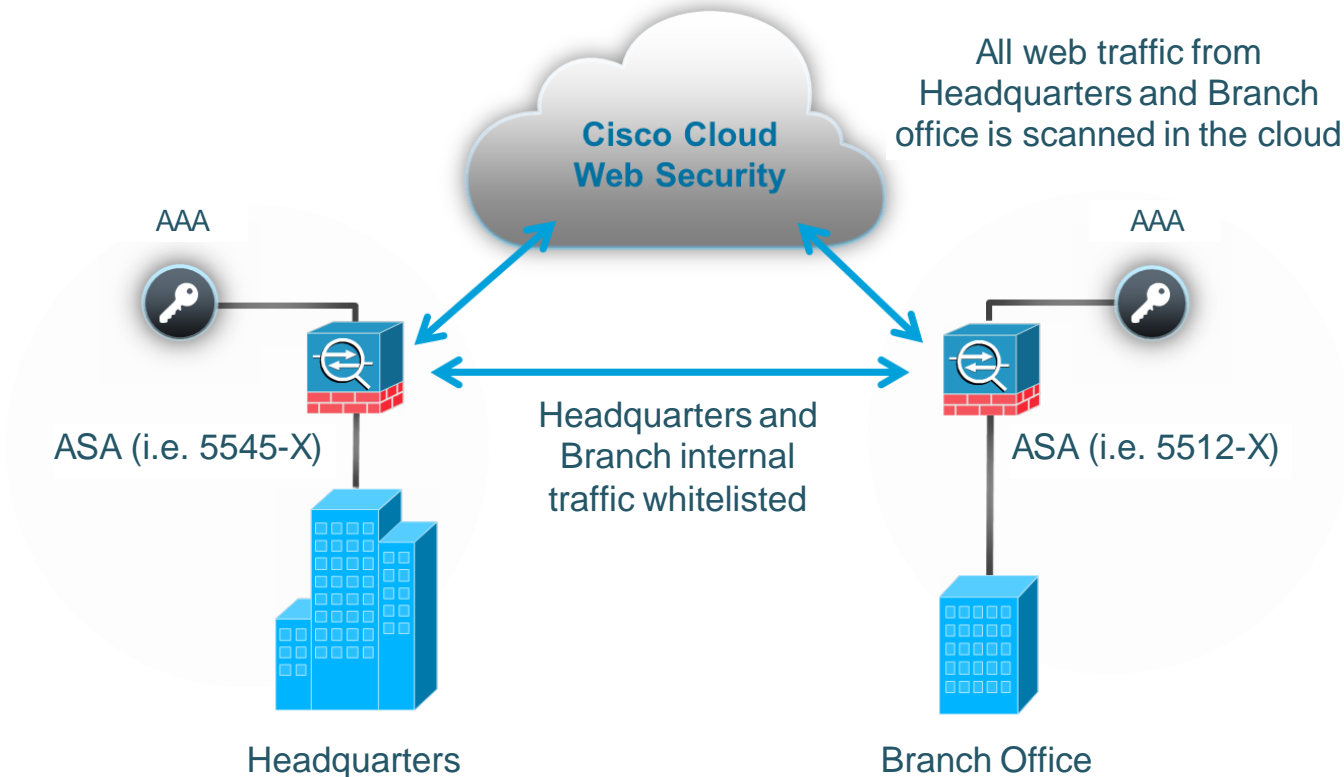 Cisco Cloud
Web Security
All web traffic from
Headquarters and Branch
office is scanned in the cloud
AAA
AAA
ASA (i.e. 5545-X)
Headquarters and
Branch internal
traffic whitelisted
ASA (i.e. 5512-X)
Headquarters
Branch Office